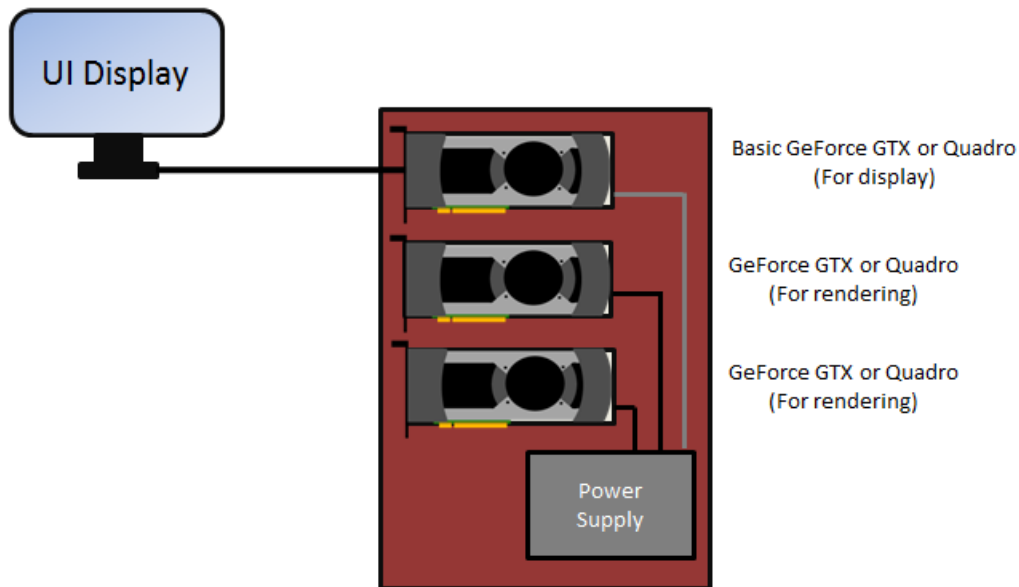 UI Display
Basic GeForce GTX or Quadro
(For display)
GeForce GTX or Quadro
(For rendering)
GeForce GTX or Quadro
(For rendering)
Power
Supply